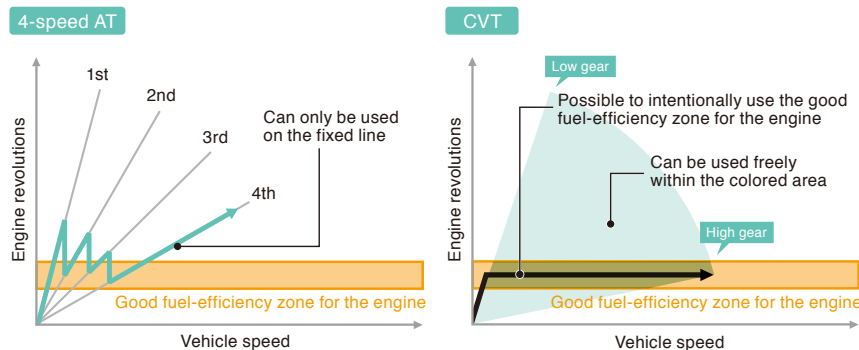 4-speed AT
Engine revolutions
1st
2nd
3rd
4th
Can only be used
on the fixed line
Good fuel-efficiency zone for the engine
Vehicle speed
CVT
Engine revolutions
Low gear
Possible to intentionally use the good
fuel-efficiency zone for the engine
Can be used freely
within the colored area
High gear
Good fuel-efficiency zone for the engine
Vehicle speed